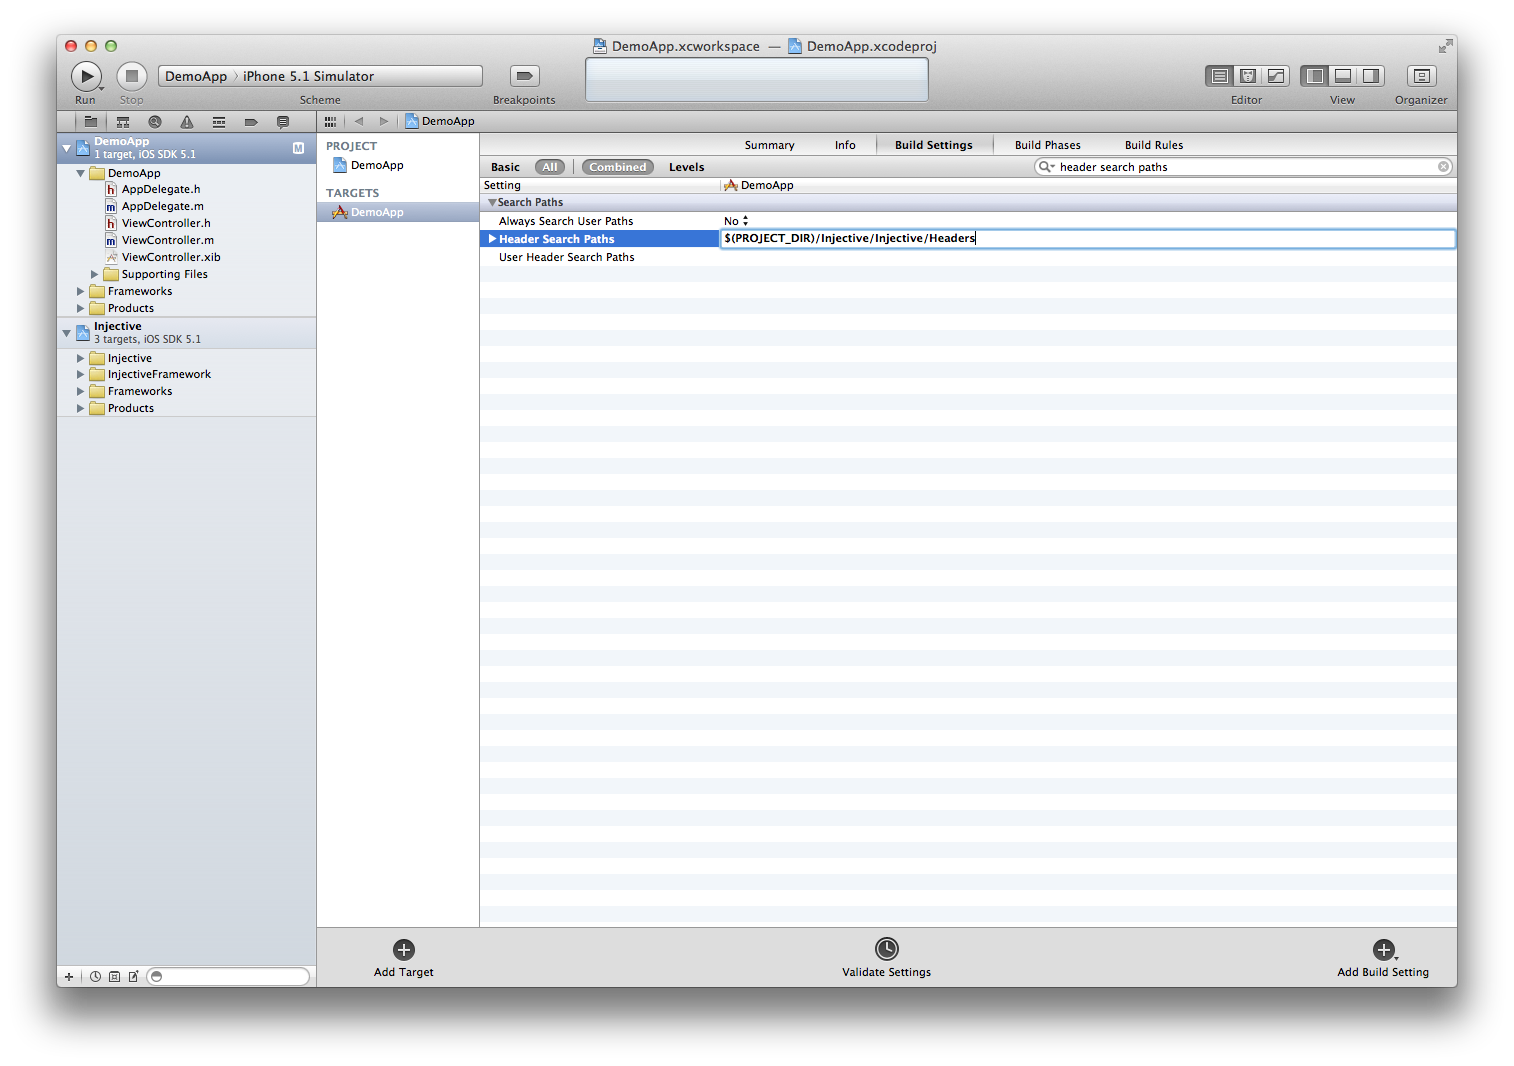 DemoApp.xcworkspace — DemoApp.xcodeproj
DemoApp iPhone 5.1 Simulator
Run Stop Scheme Breakpoints Editor View Organizer
DemoApp
DemoApp
1 target, iOS SDK 5.1
M
DemoApp
h AppDelegate.h
m AppDelegate.m
h ViewController.h
m ViewController.m
ViewController.xib
Supporting Files
Frameworks
Products
Injective
3 targets, iOS SDK 5.1
Injective
InjectiveFramework
Frameworks
Products
PROJECT
DemoApp
TARGETS
DemoApp
Summary Info Build Settings Build Phases Build Rules
Basic All Combined Levels header search paths
Setting DemoApp
Search Paths
Always Search User Paths No
Header Search Paths $(PROJECT_DIR)/Injective/Injective/Headers
User Header Search Paths
Add Target Validate Settings Add Build Setting